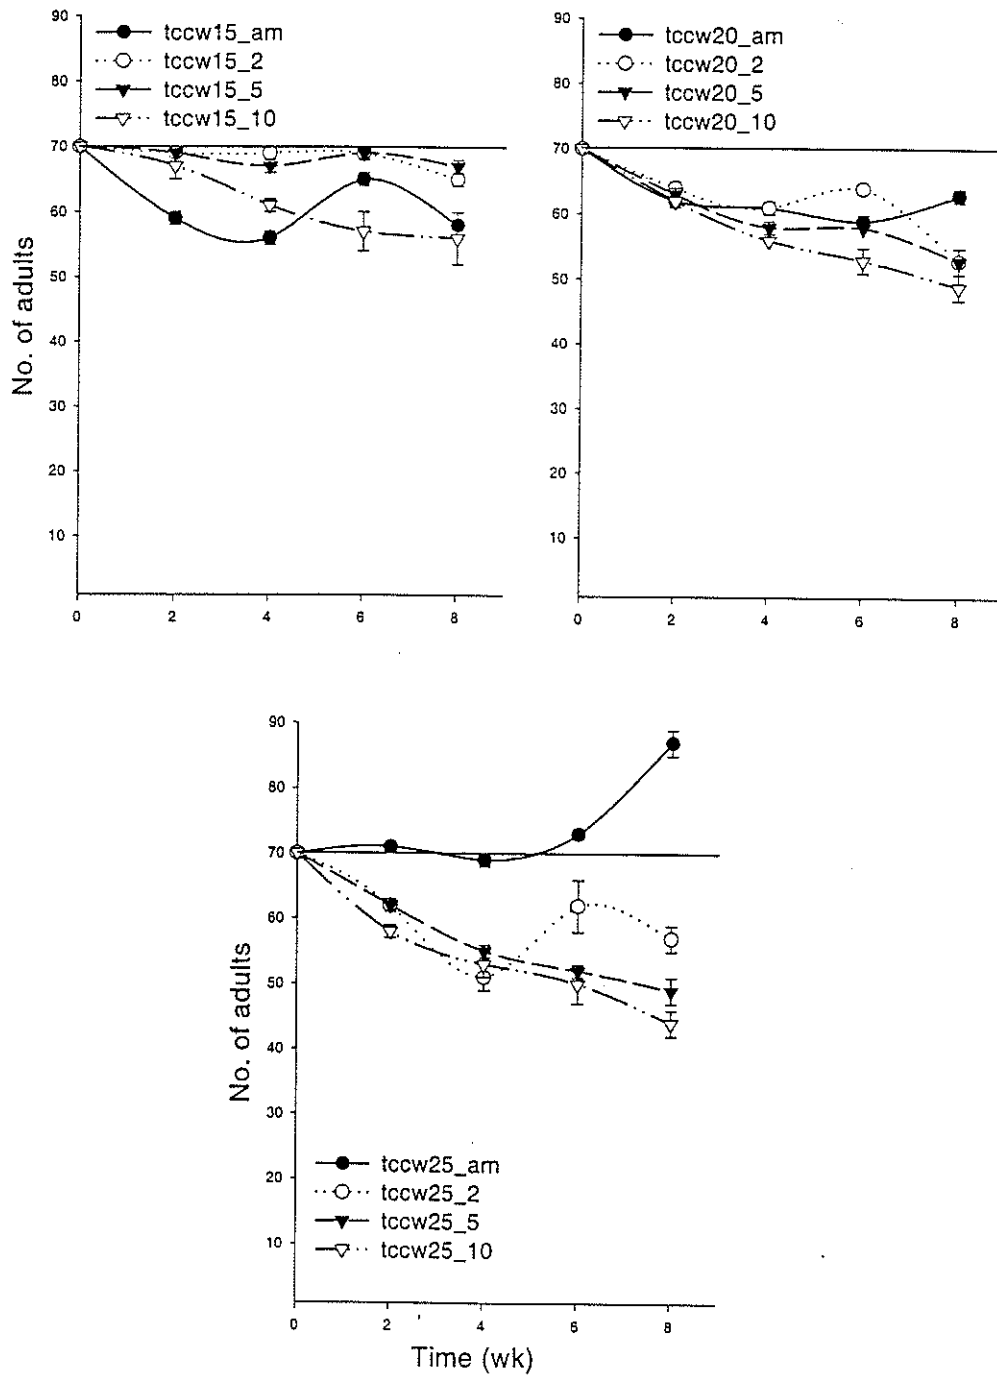 90
80
70
60
50
40
30
20
10
0 2 4 6 8
No. of adults
tccw15_am
tccw15_2
tccw15_5
tccw15_10
90
80
70
60
50
40
30
20
10
0 2 4 6 8
tccw20_am
tccw20_2
tccw20_5
tccw20_10
90
80
70
60
50
40
30
20
10
0 2 4 6 8
No. of adults
tccw25_am
tccw25_2
tccw25_5
tccw25_10
Time (wk)